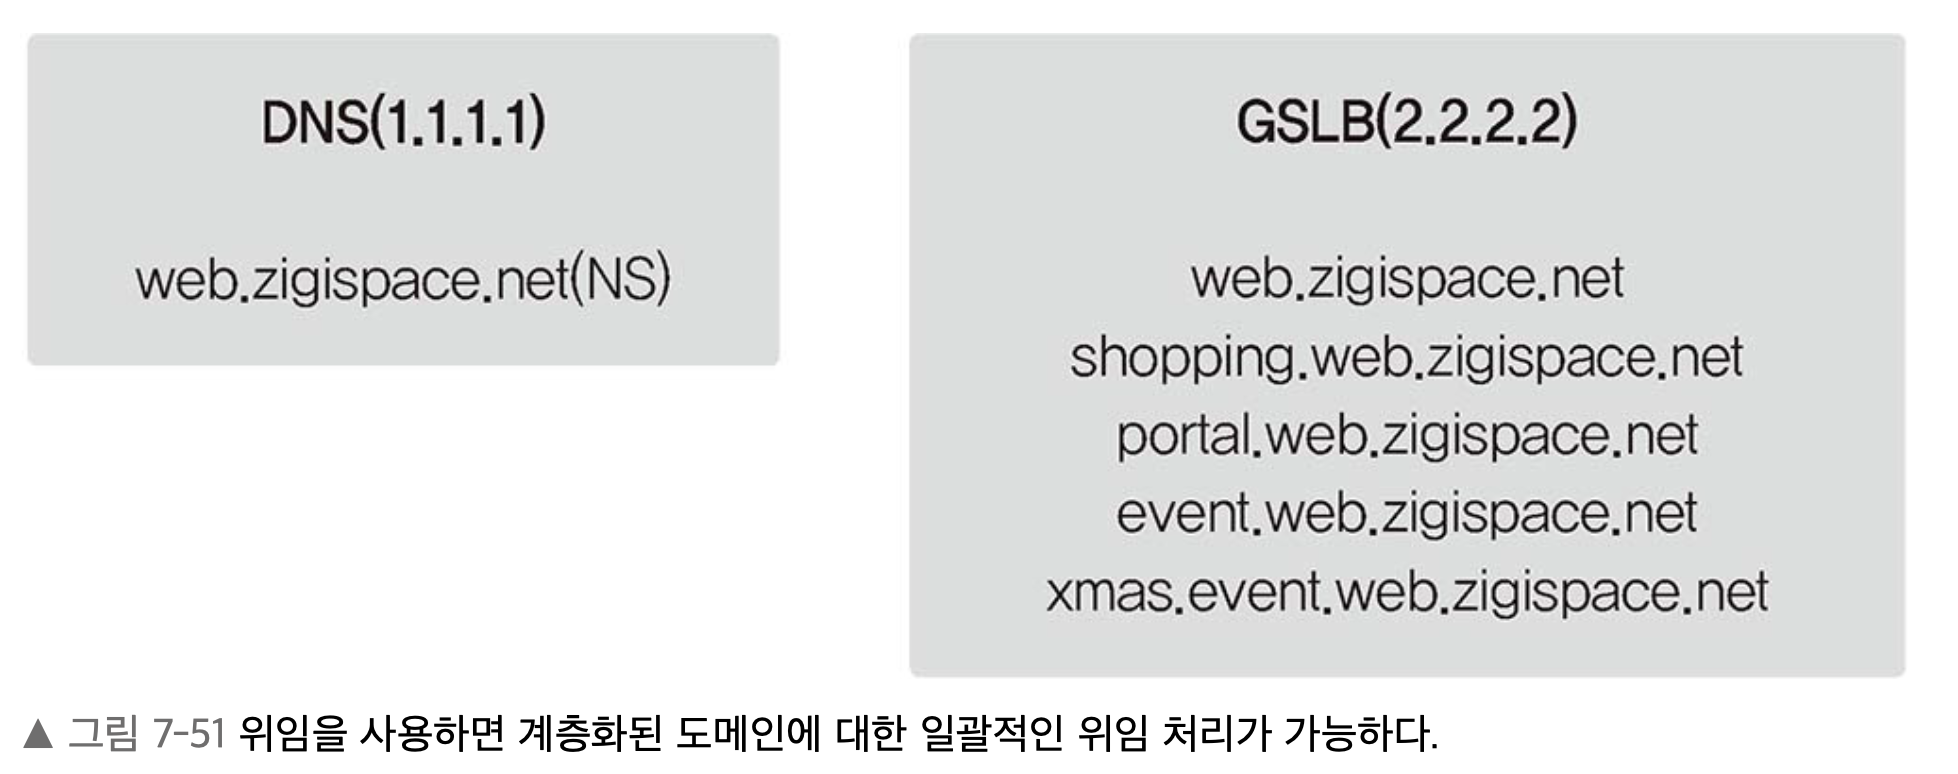 DNS(1.1.1.1)
web.zigispace.net(NS)
GSLB(2.2.2.2)
web.zigispace.net
shopping.web.zigispace.net
portal.web.zigispace.net
event.web.zigispace.net
xmas.event.web.zigispace.net
▲ 그림 7-51 위임을 사용하면 계층화된 도메인에 대한 일괄적인 위임 처리가 가능하다.